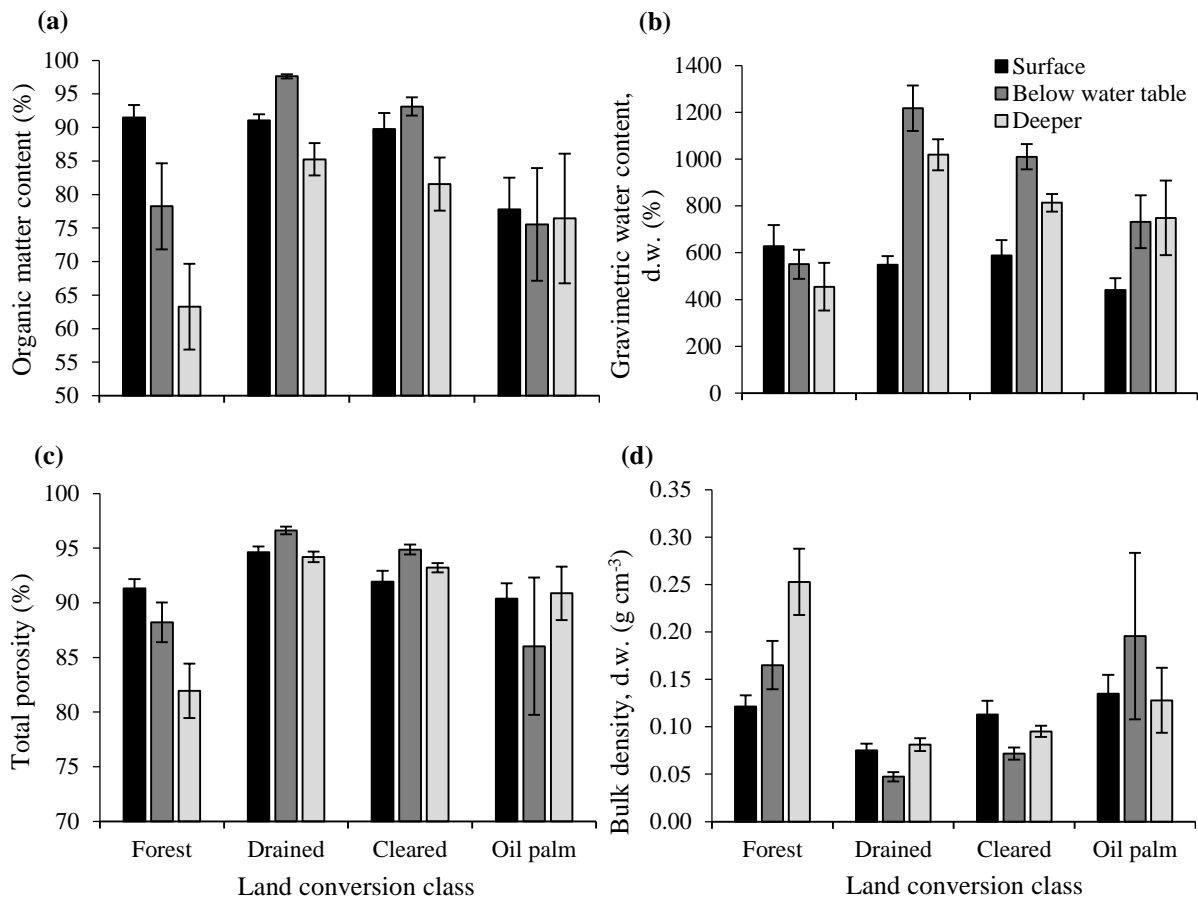 (a)
Organic matter content (%)
100
95
90
85
80
75
70
65
60
55
50
(b)
Gravimetric water content,
d.w. (%)
1400
1200
1000
800
600
400
200
0
Surface
Below water table
Deeper
(c)
Total porosity (%)
100
95
90
85
80
75
70
Forest
Drained
Cleared
Oil palm
Land conversion class
(d)
Bulk density, d.w. (g cm-3)
0.35
0.30
0.25
0.20
0.15
0.10
0.05
0.00
Forest
Drained
Cleared
Oil palm
Land conversion class